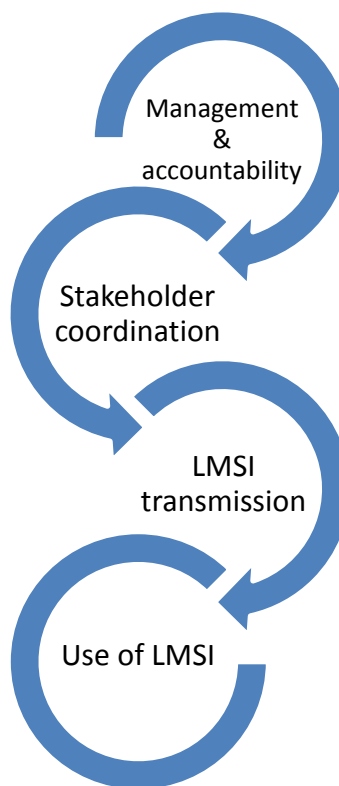 Management
&
accountability
Stakeholder
coordination
LMSI
transmission
Use of LMSI